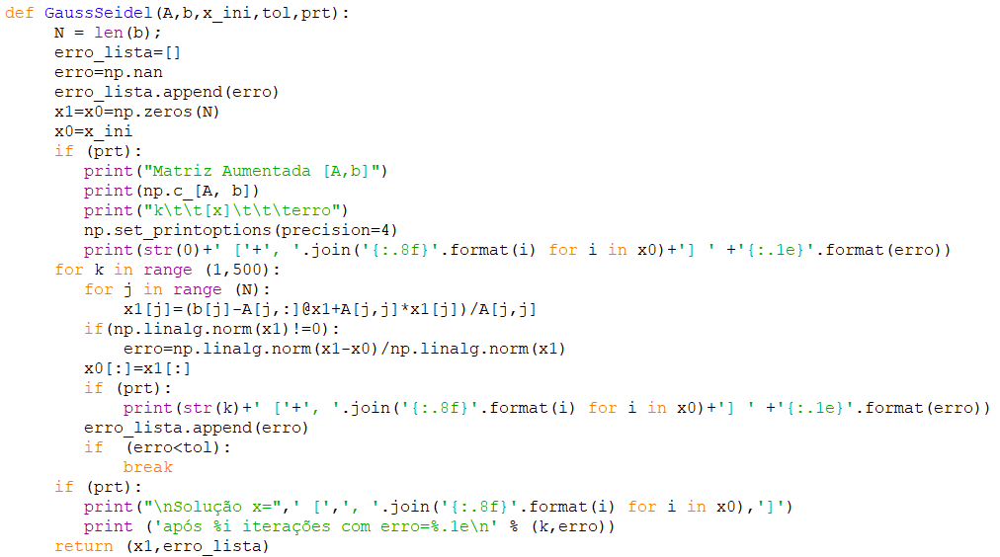 def GaussSeidel(A,b,x_ini,tol,prt):
     N = len(b);
     erro_lista=[]
     erro=np.nan
     erro_lista.append(erro)
     x1=x0=np.zeros(N)
     x0=x_ini
     if (prt):
        print("Matriz Aumentada [A,b]")
        print(np.c_[A, b])
        print("k\t\t[x]\t\t\terro")
        np.set_printoptions(precision=4)
        print(str(0)+' ['+', '.join('{:.8f}'.format(i) for i in x0)+'] ' +'{:.1e}'.format(erro))
     for k in range (1,500):
        for j in range (N):
            x1[j]=(b[j]-A[j,:]@x1+A[j,j]*x1[j])/A[j,j]
        if(np.linalg.norm(x1)!=0):
            erro=np.linalg.norm(x1-x0)/np.linalg.norm(x1)
        x0[:]=x1[:]
        if (prt):
            print(str(k)+' ['+', '.join('{:.8f}'.format(i) for i in x0)+'] ' +'{:.1e}'.format(erro))
        erro_lista.append(erro)
        if  (erro<tol):
            break
     if (prt):
        print("\nSolução x=",' [',', '.join('{:.8f}'.format(i) for i in x0),']')
        print ('após %i iterações com erro=%.1e\n' % (k,erro))
     return (x1,erro_lista)